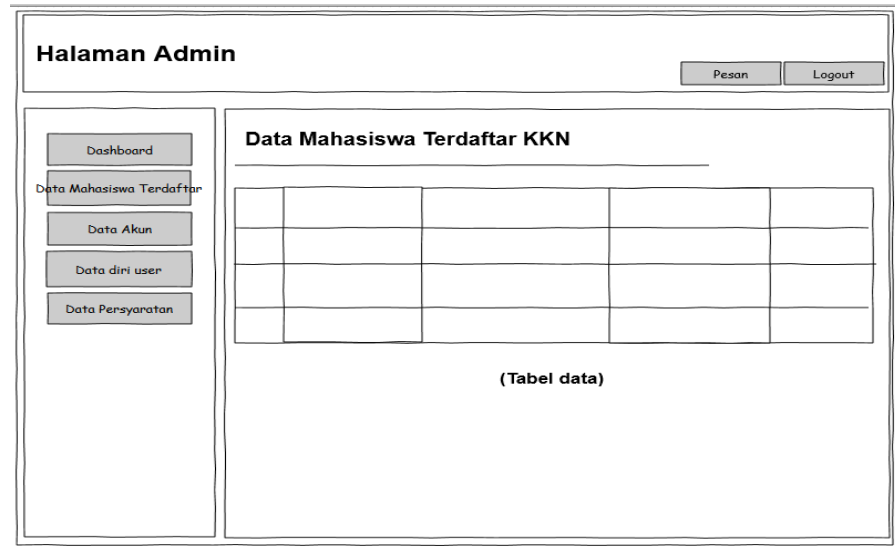 Halaman Admin
Pesan
Logout
Dashboard
Data Mahasiswa Terdaftar
Data Akun
Data diri user
Data Persyaratan
Data Mahasiswa Terdaftar KKN
(Tabel data)